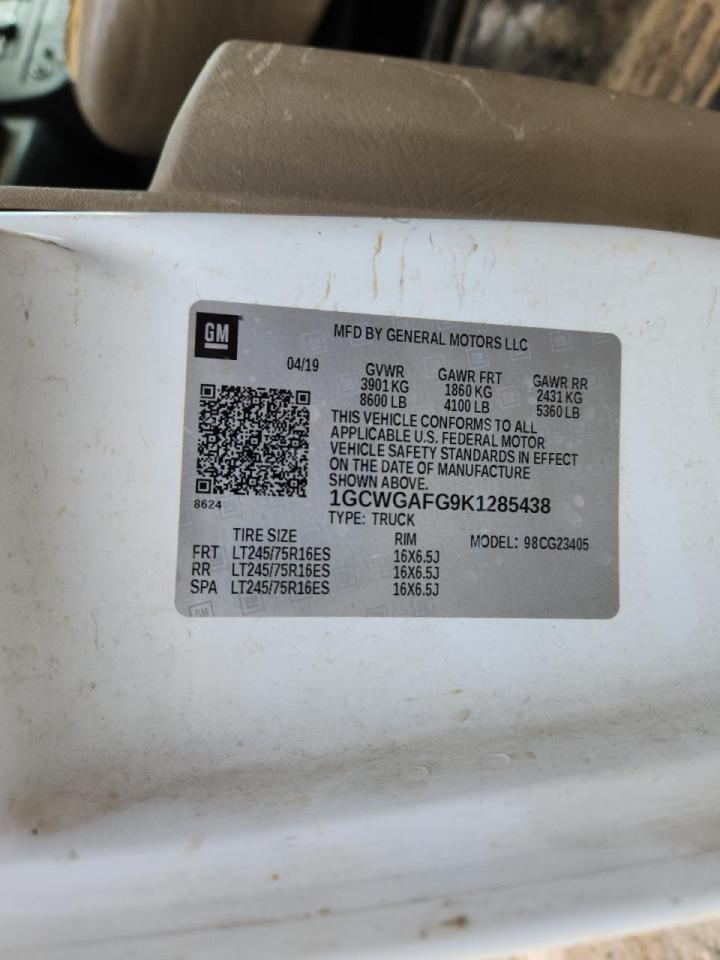 GM
MFD BY GENERAL MOTORS LLC
04/19 GVWR GAWR FRT GAWR RR
3901 KG 1860 KG 2431 KG
8600 LB 4100 LB 5360 LB
THIS VEHICLE CONFORMS TO ALL
APPLICABLE U.S. FEDERAL MOTOR
VEHICLE SAFETY STANDARDS IN EFFECT
ON THE DATE OF MANUFACTURE
SHOWN ABOVE.
8624
1GCWGAFG9K1285438
TYPE: TRUCK
TIRE SIZE RIM MODEL: 98CG23405
FRT LT245/75R16ES 16X6.5J
RR LT245/75R16ES 16X6.5J
SPA LT245/75R16ES 16X6.5J
GM